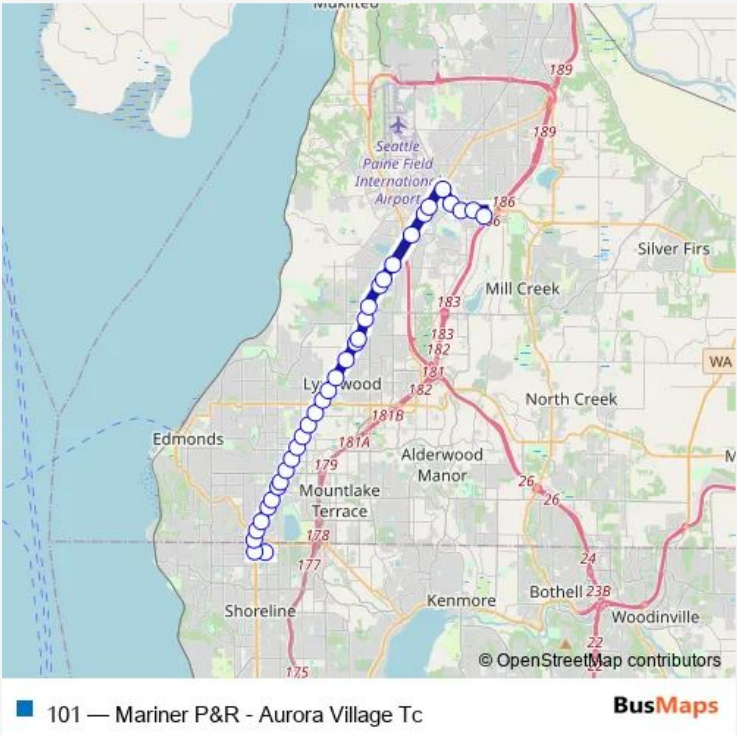 Mukilteo
189
189
Seattle
Paine Field
International
Airport
186
Silver Firs
Mill Creek
183
183
182
181
182
WA
Lynnwood
North Creek
181B
Edmonds
181A
Alderwood
Manor
179
26
26
Mountlake
Terrace
178
177
24
Bothell
23B
Kenmore
Shoreline
Woodinville
22
175
© OpenStreetMap contributors
101 — Mariner P&R - Aurora Village Tc
BusMaps